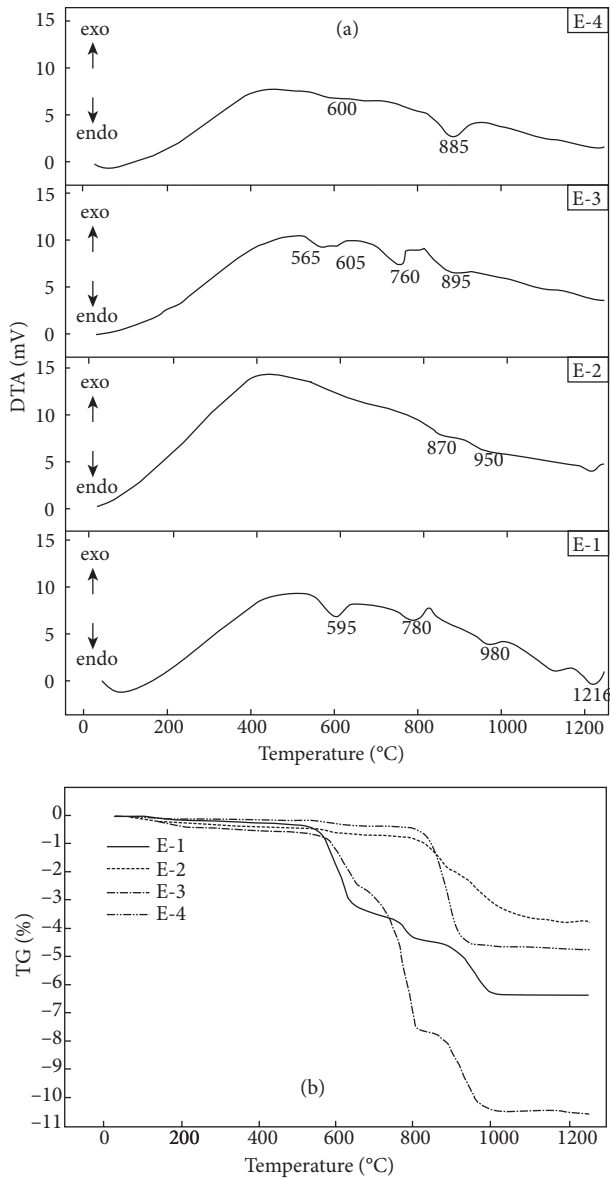 (a)
E-4
exo
endo
15
10
5
0
600
885
E-3
exo
endo
15
10
5
0
565
605
760
895
DTA (mV)
E-2
exo
endo
15
10
5
0
870
950
E-1
exo
endo
15
10
5
0
595
780
980
1216
0 200 400 600 800 1000 1200
Temperature (°C)
0
−1
−2
−3
−4
−5
−6
−7
−8
−9
−10
−11
TG (%)
E-1
E-2
E-3
E-4
(b)
0 200 400 600 800 1000 1200
Temperature (°C)